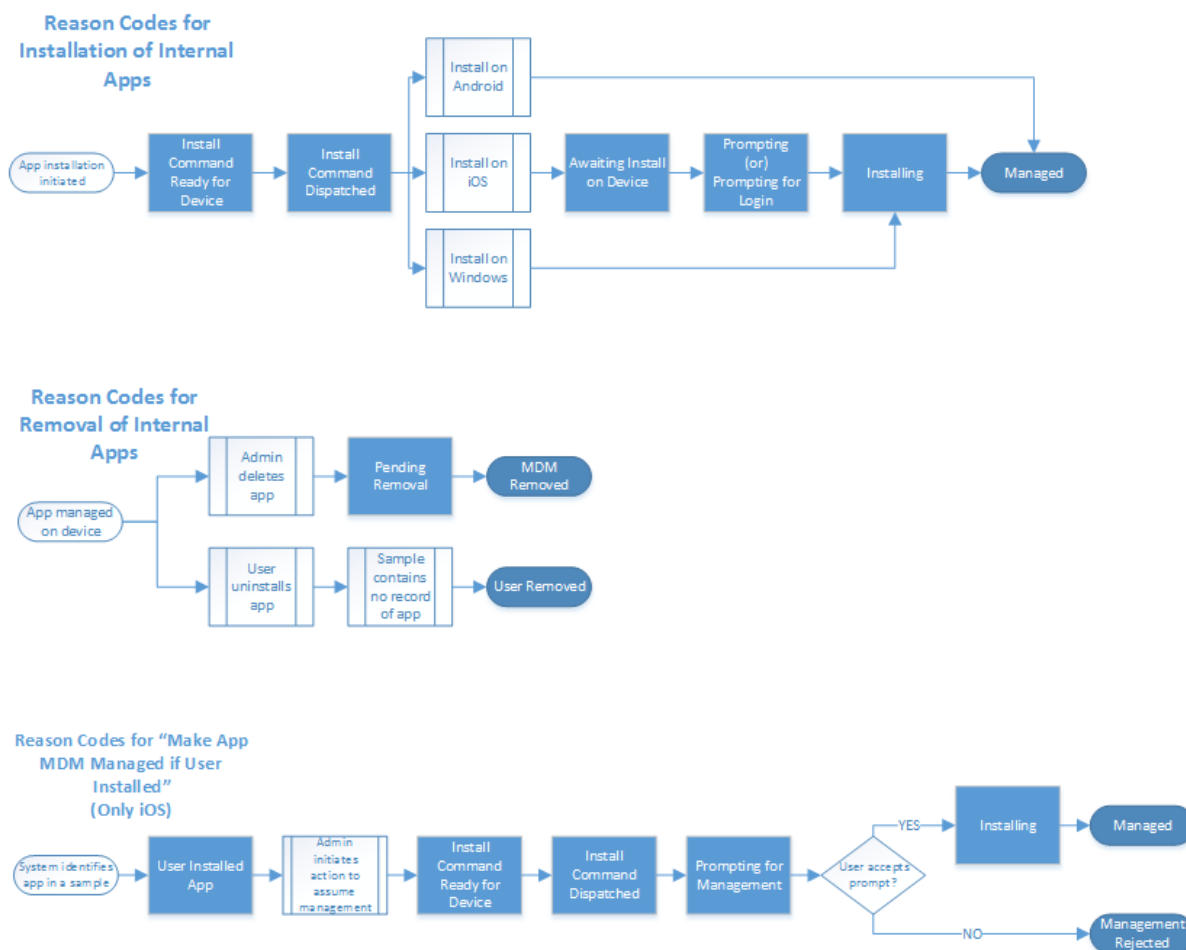 Reason Codes for
Installation of Internal
Apps
Install on
Android
App installation
initiated
Install
Command
Ready for
Device
Install
Command
Dispatched
Install on
iOS
Awaiting Install
on Device
Prompting
(or)
Prompting for
Login
Installing
Managed
Install on
Windows
Reason Codes for
Removal of Internal
Apps
App managed
on device
Admin
deletes
app
Pending
Removal
MDM
Removed
User
uninstalls
app
Sample
contains
no record
of app
User Removed
Reason Codes for “Make App
MDM Managed if User
Installed”
(Only iOS)
System identifies
app in a sample
User Installed
App
Admin
initiates
action to
assume
management
Install
Command
Ready for
Device
Install
Command
Dispatched
Prompting for
Management
User accepts
prompt?
YES
Installing
Managed
NO
Management
Rejected